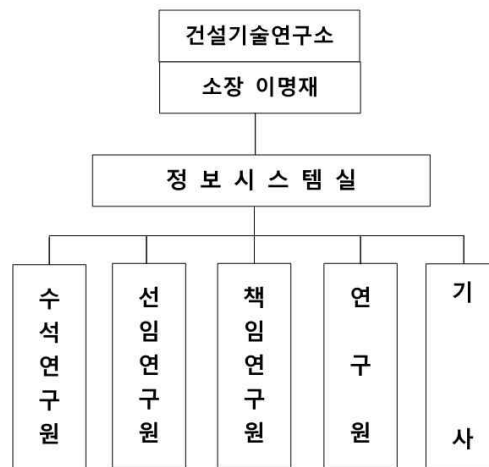 건설기술연구소
소장 이명재
정 보 시 스 템 실
수석연구원
선임연구원
책임연구원
연 구 원
기 사